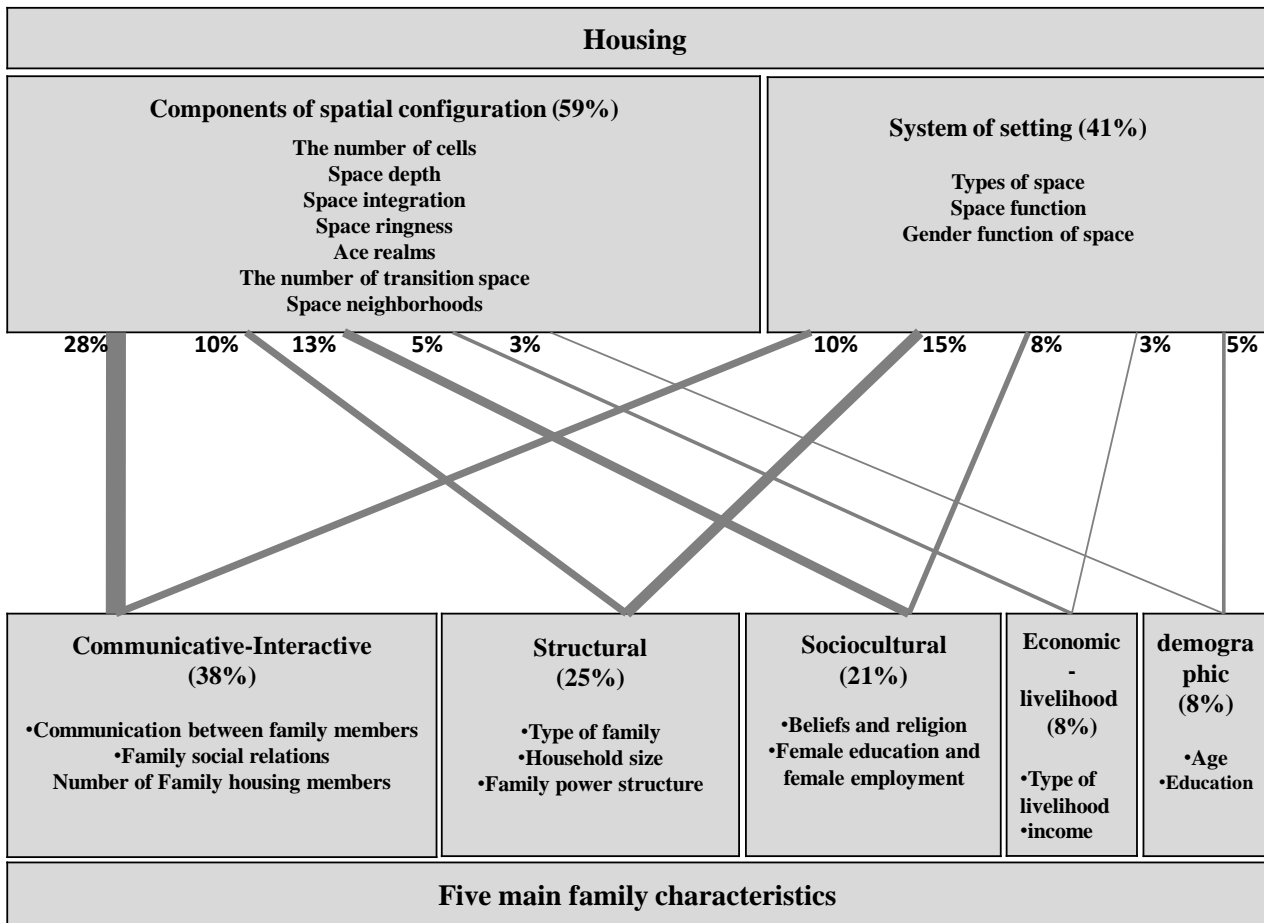 Housing
Components of spatial configuration (59%)
The number of cells
Space depth
Space integration
Space ringness
Ace realms
The number of transition space
Space neighborhoods
System of setting (41%)
Types of space
Space function
Gender function of space
28%
10%
13%
5%
3%
10%
15%
8%
3%
5%
Communicative-Interactive
(38%)
•Communication between family members
•Family social relations
Number of Family housing members
Structural
(25%)
•Type of family
•Household size
•Family power structure
Sociocultural
(21%)
•Beliefs and religion
•Female education and
female employment
Economic
-
livelihood
(8%)
•Type of
livelihood
•income
demogra
phic
(8%)
•Age
•Education
Five main family characteristics